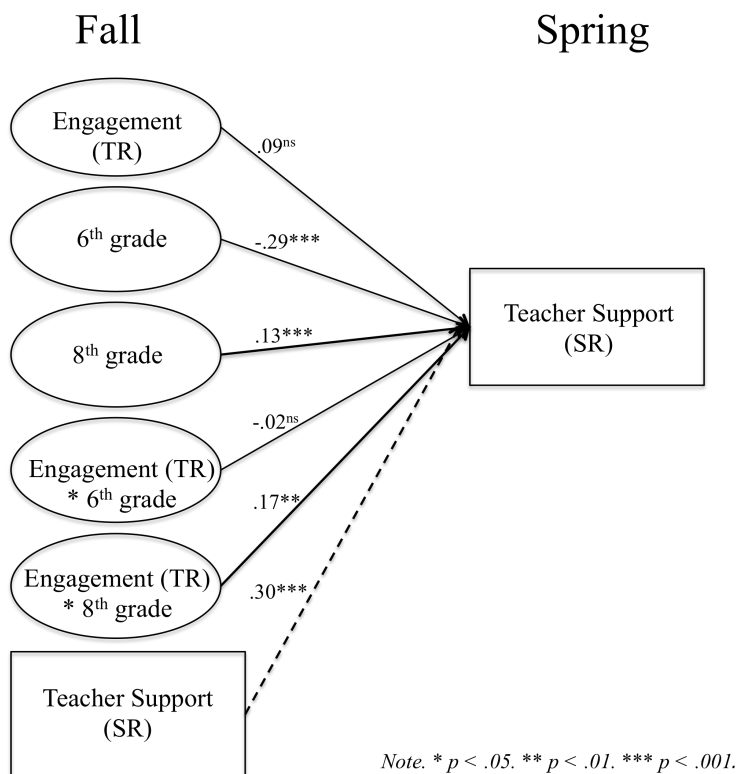 Fall
Spring
Engagement
(TR)
.09ns
6th grade
-.29***
Teacher Support
(SR)
.13***
8th grade
-.02ns
Engagement (TR)
* 6th grade
.17**
Engagement (TR)
* 8th grade
.30***
Teacher Support
(SR)
Note. * p < .05. ** p < .01. *** p < .001.